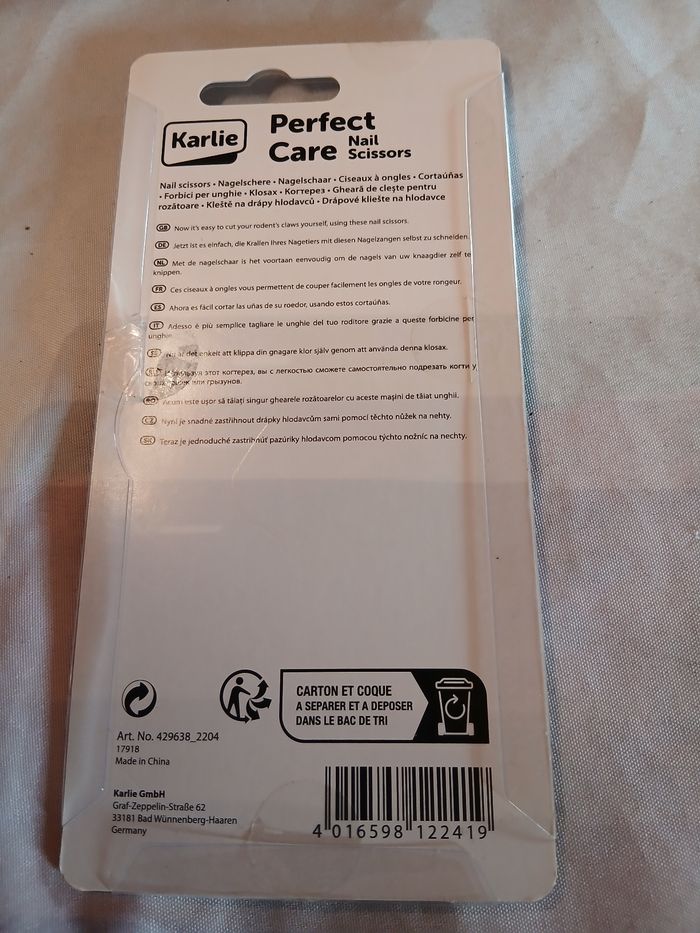 Karlie
Perfect
Care Nail
Scissors
Nail scissors • Nagelschere • Nagelschaar • Ciseaux à ongles • Cortaúñas
• Forbici per unghie • Klosax • Когтерез • Gheară de cleşte pentru
rozătoare • Kleště na drápy hlodavců • Drápové kliešte na hlodavce
GB Now it's easy to cut your rodent's claws yourself, using these nail scissors.
DE Jetzt ist es einfach, die Krallen Ihres Nagetiers mit diesen Nagelzangen selbst zu schneiden.
NL Met de nagelschaar is het voortaan eenvoudig om de nagels van uw knaagdier zelf te
knippen.
FR Ces ciseaux à ongles vous permettent de couper facilement les ongles de votre rongeur.
ES Ahora es fácil cortar las uñas de su roedor, usando estos cortaúñas.
IT Adesso é più semplice tagliare le unghie del tuo roditore grazie a queste forbicine per
unghie.
SE Nu är det enkelt att klippa din gnagare klor själv genom att använda denna klosax.
этот когтерез, вы с легкостью сможете самостоятельно подрезать когти у
или грызунов.
RO Acum este uşor să tăiaţi singur ghearele rozătoarelor cu aceste maşini de tăiat unghii.
CZ Nyní je snadné zastřihnout drápky hlodavcům sami pomocí těchto nůžek na nehty.
SK Teraz je jednoduché zastrihnúť pazúriky hlodavcom pomocou týchto nožníc na nechty.
CARTON ET COQUE
A SEPARER ET A DEPOSER
DANS LE BAC DE TRI
Art. No. 429638_2204
17918
Made in China
Karlie GmbH
Graf-Zeppelin-Straße 62
33181 Bad Wünnenberg-Haaren
Germany
4 016598 122419